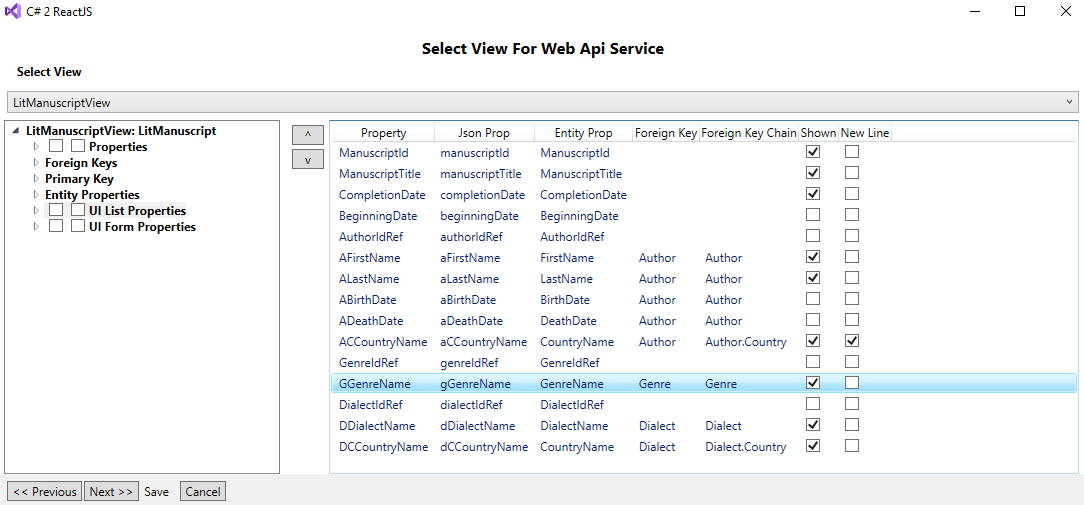 C# 2 ReactJS
Select View For Web Api Service
Select View
LitManuscriptView
LitManuscriptView: LitManuscript
Properties
Foreign Keys
Primary Key
Entity Properties
UI List Properties
UI Form Properties
^
v
Property Json Prop Entity Prop Foreign Key Foreign Key Chain Shown New Line
ManuscriptId manuscriptId ManuscriptId
ManuscriptTitle manuscriptTitle ManuscriptTitle
CompletionDate completionDate CompletionDate
BeginningDate beginningDate BeginningDate
AuthorIdRef authorIdRef AuthorIdRef
AFirstName aFirstName FirstName Author Author
ALastName aLastName LastName Author Author
ABirthDate aBirthDate BirthDate Author Author
ADeathDate aDeathDate DeathDate Author Author
ACCountryName aCCountryName CountryName Author Author.Country
GenreIdRef genreIdRef GenreIdRef
GGenreName gGenreName GenreName Genre Genre
DialectIdRef dialectIdRef DialectIdRef
DDialectName dDialectName DialectName Dialect Dialect
DCCountryName dCCountryName CountryName Dialect Dialect.Country
<< Previous Next >> Save Cancel